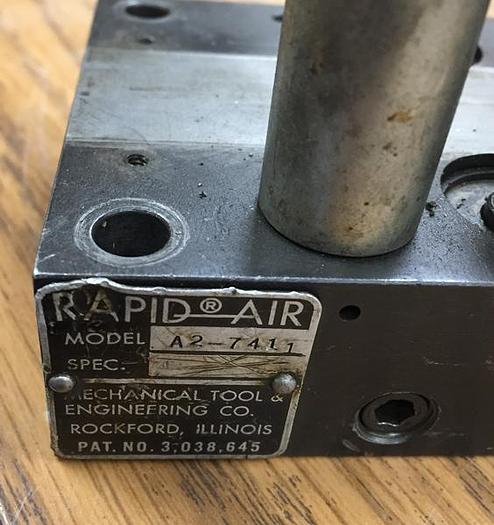 RAPID® AIR
MODEL A2-7411
SPEC.
MECHANICAL TOOL &
ENGINEERING CO.
ROCKFORD, ILLINOIS
PAT. NO. 3,038,645